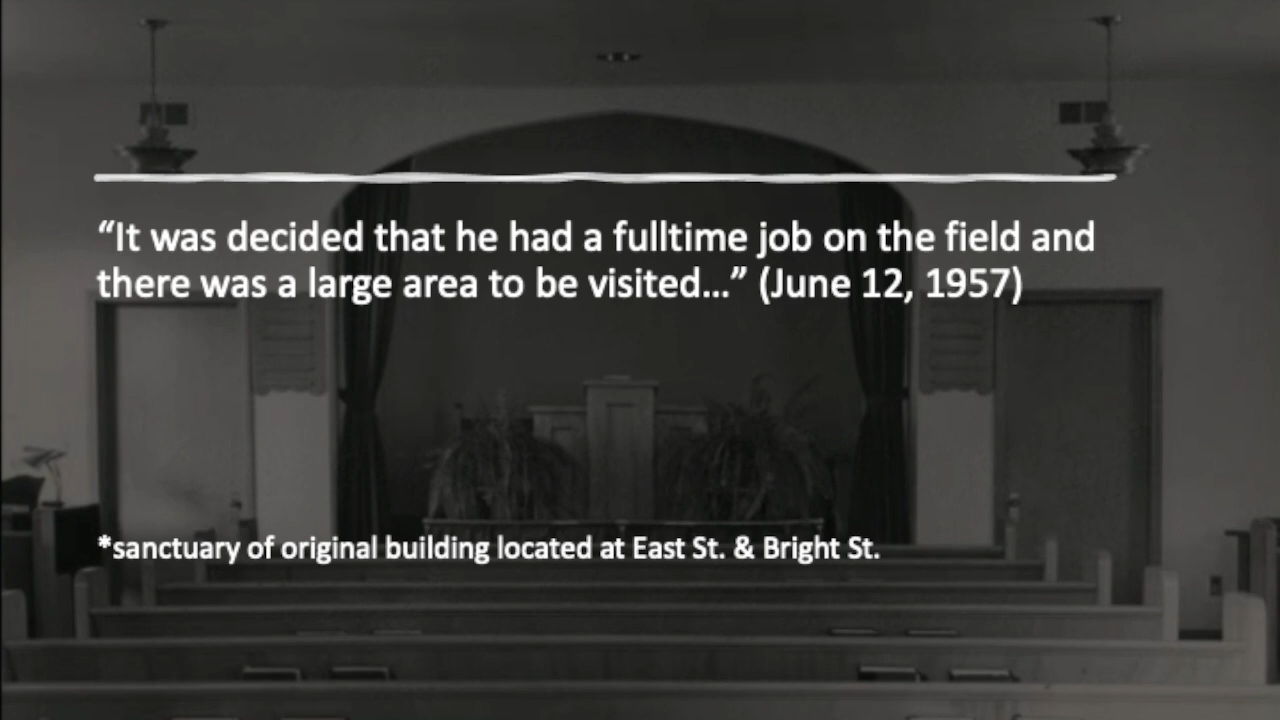 “It was decided that he had a fulltime job on the field and
there was a large area to be visited…” (June 12, 1957)
*sanctuary of original building located at East St. & Bright St.